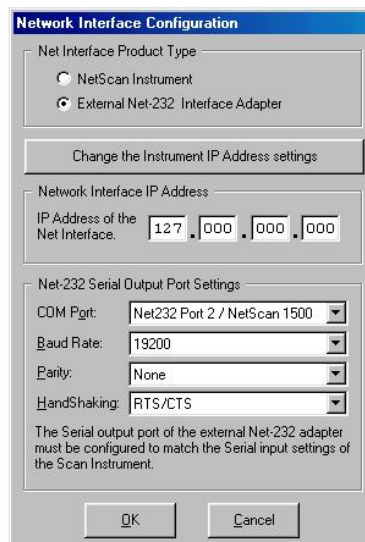 Network Interface Configuration
Net Interface Product Type
NetScan Instrument
External Net-232 Interface Adapter
Change the Instrument IP Address settings
Network Interface IP Address
IP Address of the
Net Interface.
127 . 000 . 000 . 000
Net-232 Serial Output Port Settings
COM Port: Net232 Port 2 / NetScan 1500
Baud Rate: 19200
Parity: None
HandShaking: RTS/CTS
The Serial output port of the external Net-232 adapter
must be configured to match the Serial input settings of
the Scan Instrument.
OK Cancel